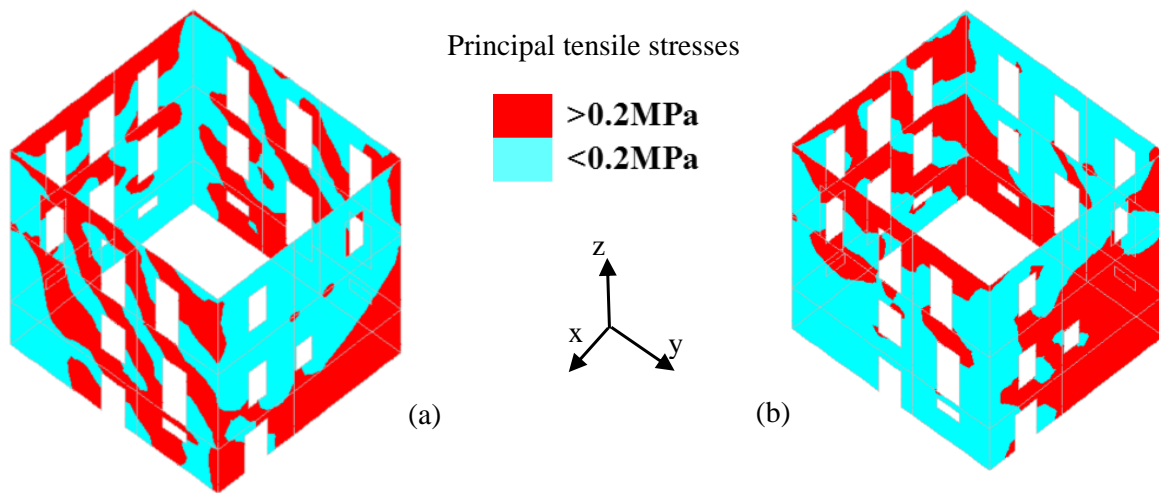 Principal tensile stresses
>0.2MPa
<0.2MPa
z
x
y
(a)
(b)